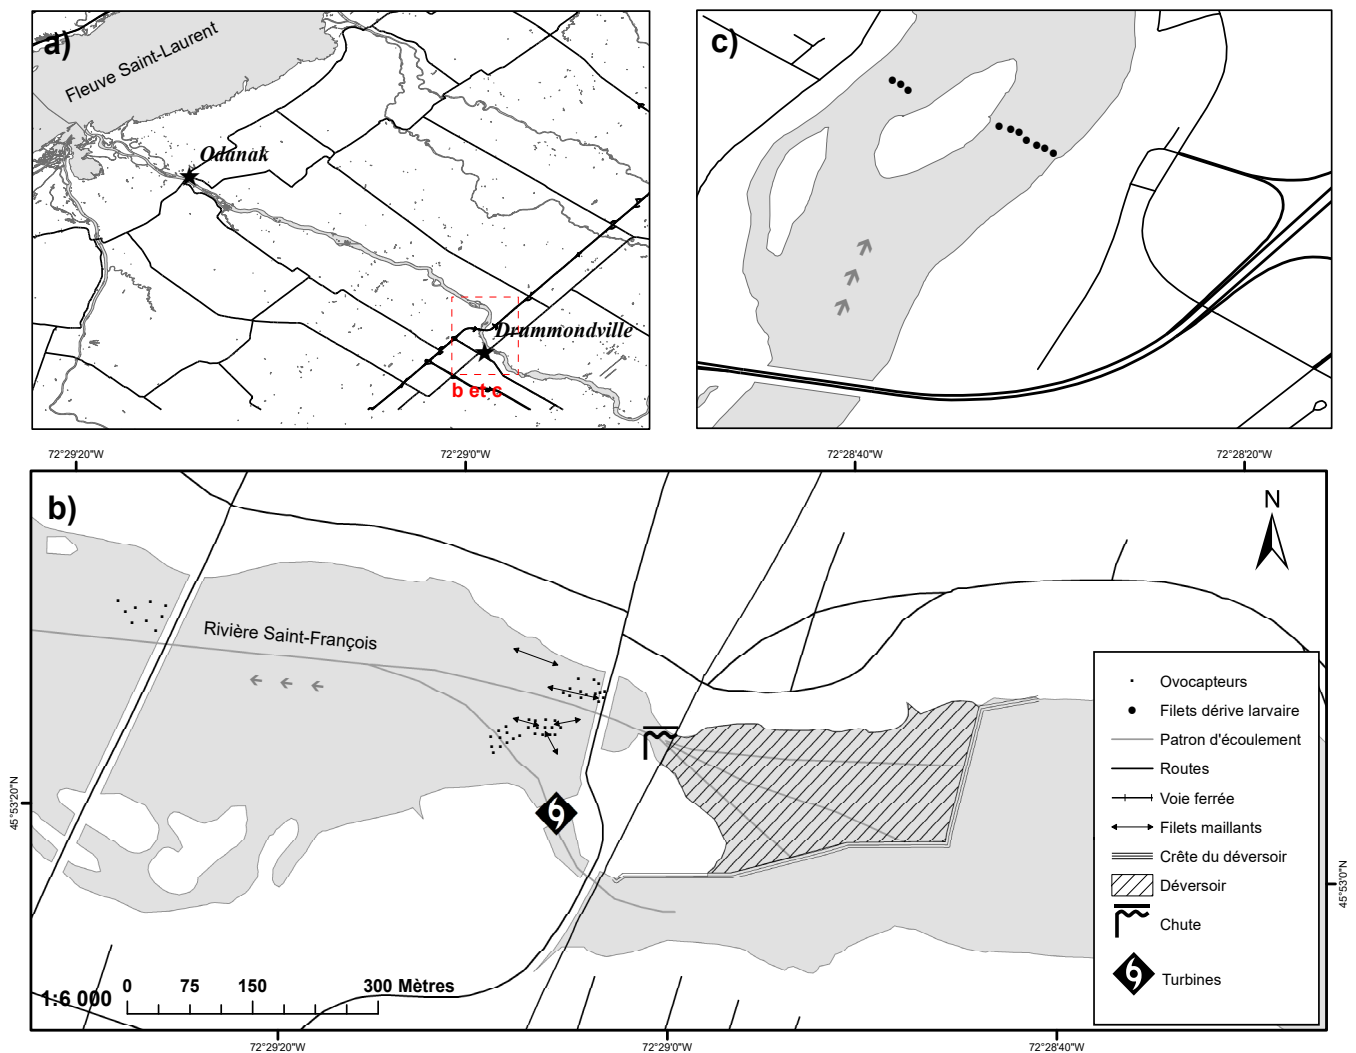 a)
Fleuve Saint-Laurent
Odanak
Drummondville
b et c
c)
72°29'20"W
72°29'0"W
72°28'40"W
72°28'20"W
b)
N
Rivière Saint-François
45°53'20"N
45°53'0"N
Ovocapteurs
Filets dérive larvaire
Patron d'écoulement
Routes
Voie ferrée
Filets maillants
Crête du déversoir
Déversoir
Chute
Turbines
1:6 000
0 75 150 300 Mètres
72°29'20"W
72°29'0"W
72°28'40"W